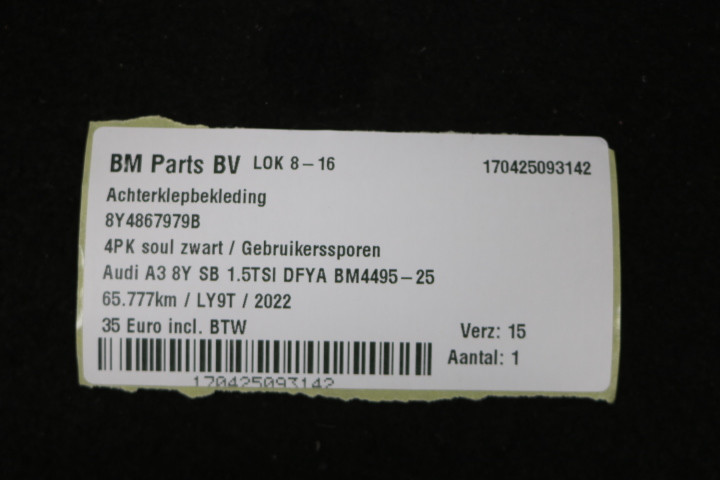 BM Parts BV LOK 8-16 170425093142
Achterklepbekleding
8Y4867979B
4PK soul zwart / Gebruikerssporen
Audi A3 8Y SB 1.5TSI DFYA BM4495-25
65.777km / LY9T / 2022
35 Euro incl. BTW
Verz: 15
Aantal: 1
170425093142